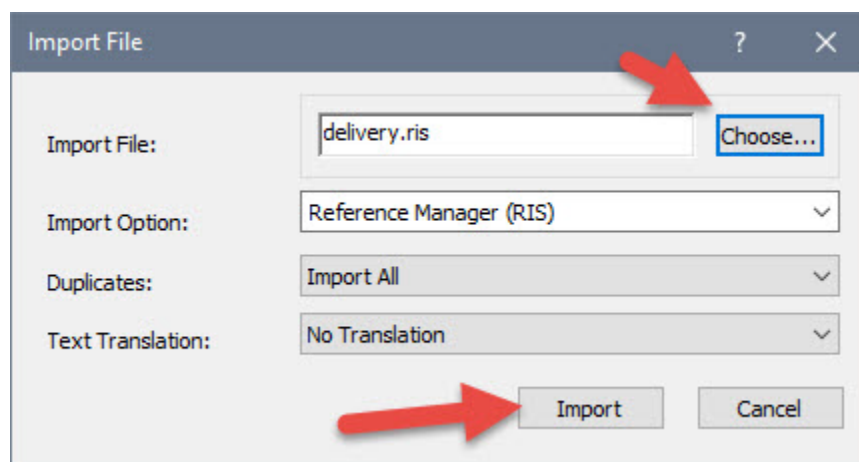 Import File ?
Import File: delivery.ris Choose...
Import Option: Reference Manager (RIS)
Duplicates: Import All
Text Translation: No Translation
Import Cancel